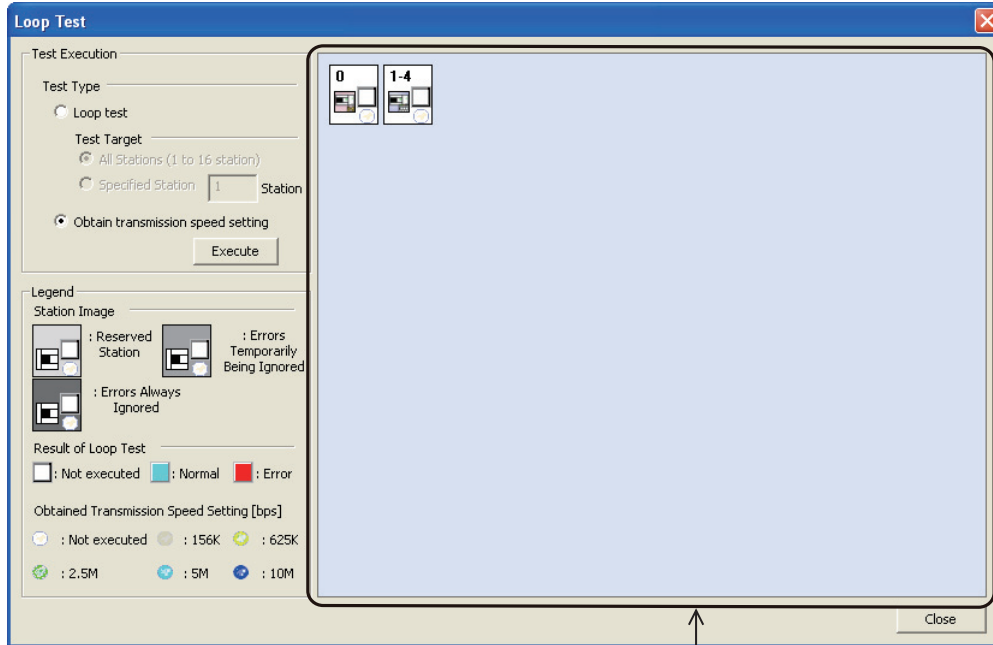 Loop Test
Test Execution
Test Type
Loop test
Test Target
All Stations (1 to 16 station)
Specified Station 1 Station
Obtain transmission speed setting
Execute
Legend
Station Image
: Reserved
Station
: Errors
Temporarily
Being Ignored
: Errors Always
Ignored
Result of Loop Test
: Not executed : Normal : Error
Obtained Transmission Speed Setting [bps]
: Not executed : 156K : 625K
: 2.5M : 5M : 10M
0 1-4
Close